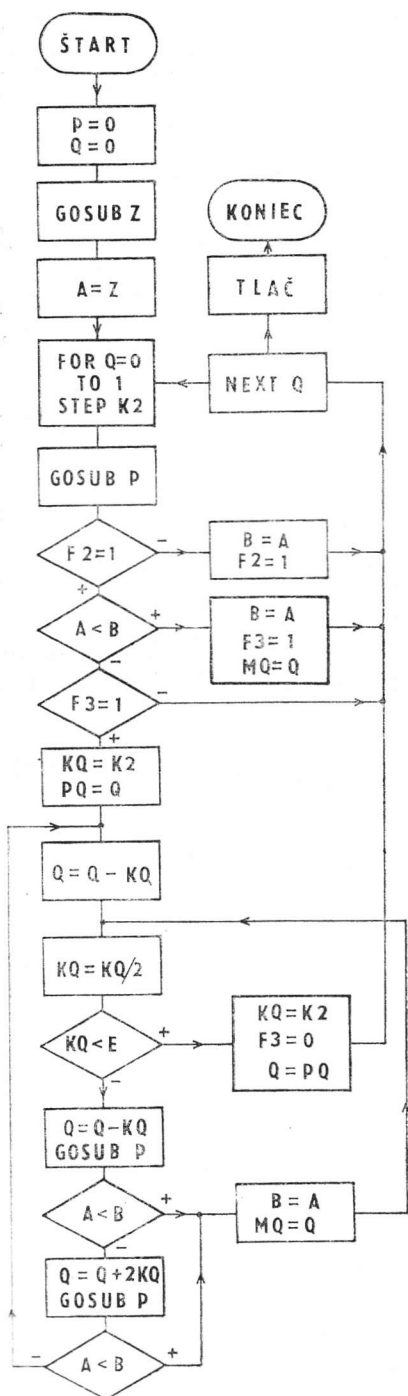 ŠTART
P=0
Q=0
GOSUB Z
KONIEC
A=Z
TLAČ
FOR Q=0
TO 1
STEP K2
NEXT Q
GOSUB P
F2=1
-
B=A
F2=1
+
A<B
+
B=A
F3=1
MQ=Q
-
F3=1
-
+
KQ=K2
PQ=Q
Q=Q-KQ
KQ=KQ/2
KQ<E
+
KQ=K2
F3=0
Q=PQ
-
Q=Q-KQ
GOSUB P
A<B
+
B=A
MQ=Q
-
Q=Q+2KQ
GOSUB P
-
A<B
+